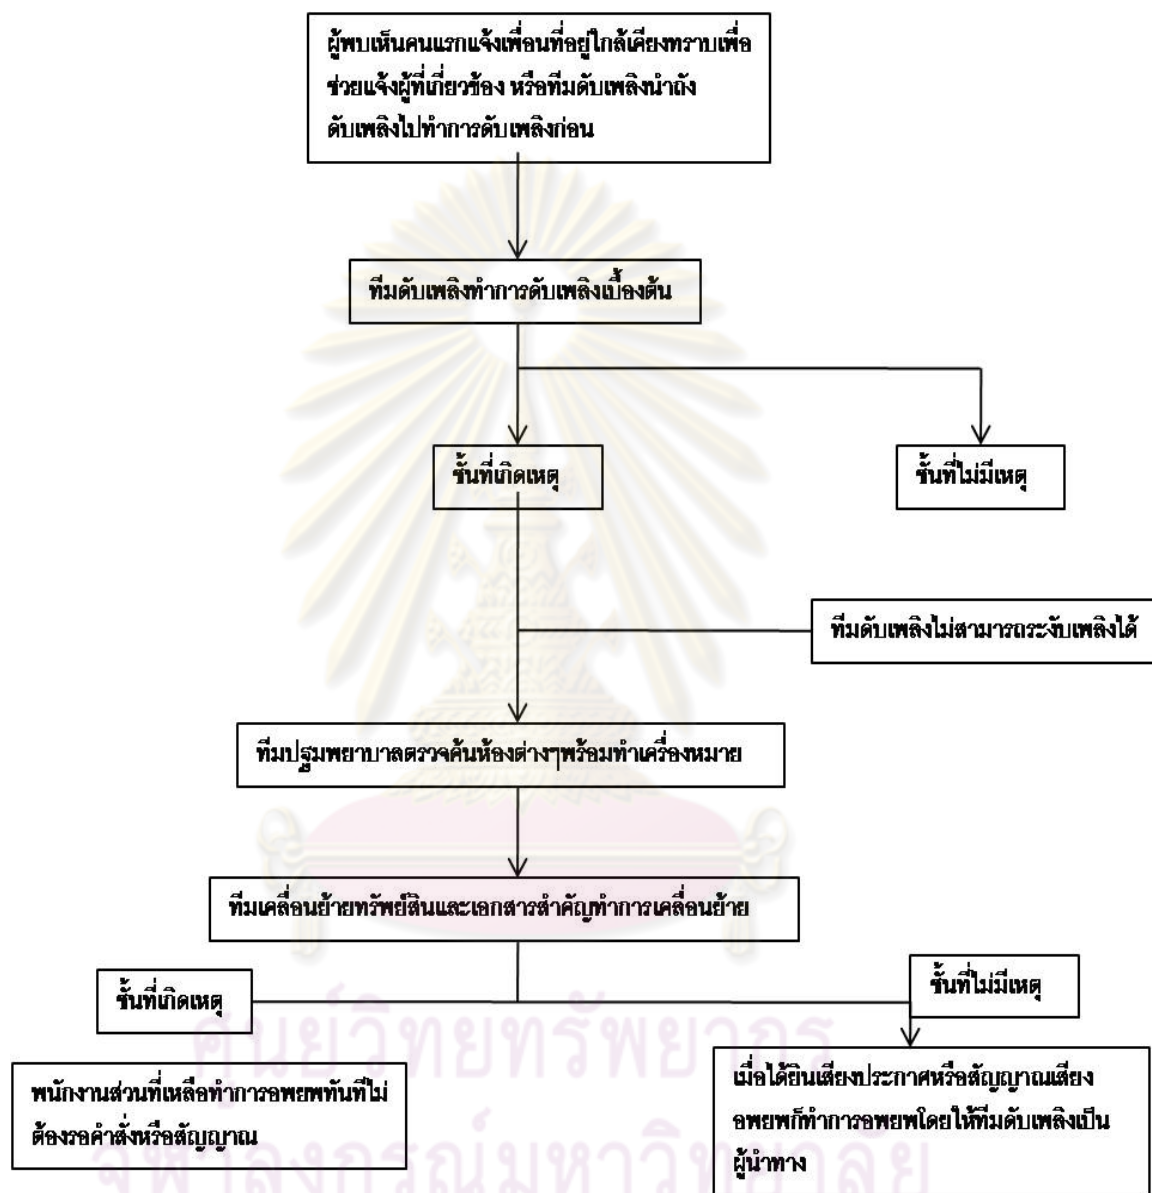 ผู้พบเห็นคนแรกแจ้งเพื่อนที่อยู่ใกล้เคียงทราบเพื่อ
ช่วยแจ้งผู้ที่เกี่ยวข้อง หรือทีมดับเพลิงนำถัง
ดับเพลิงไปทำการดับเพลิงก่อน
ทีมดับเพลิงทำการดับเพลิงเบื้องต้น
ชั้นที่เกิดเหตุ
ชั้นที่ไม่มีเหตุ
ทีมดับเพลิงไม่สามารถระงับเพลิงได้
ทีมปฐมพยาบาลตรวจค้นห้องต่างๆพร้อมทำเครื่องหมาย
ทีมเคลื่อนย้ายทรัพย์สินและเอกสารสำคัญทำการเคลื่อนย้าย
ชั้นที่เกิดเหตุ
ชั้นที่ไม่มีเหตุ
พนักงานส่วนที่เหลือทำการอพยพทันทีไม่
ต้องรอคำสั่งหรือสัญญาณ
เมื่อได้ยินเสียงประกาศหรือสัญญาณเสียง
อพยพก็ทำการอพยพโดยให้ทีมดับเพลิงเป็น
ผู้นำทาง
ศูนย์วิทยทรัพยากร
จุฬาลงกรณ์มหาวิทยาลัย